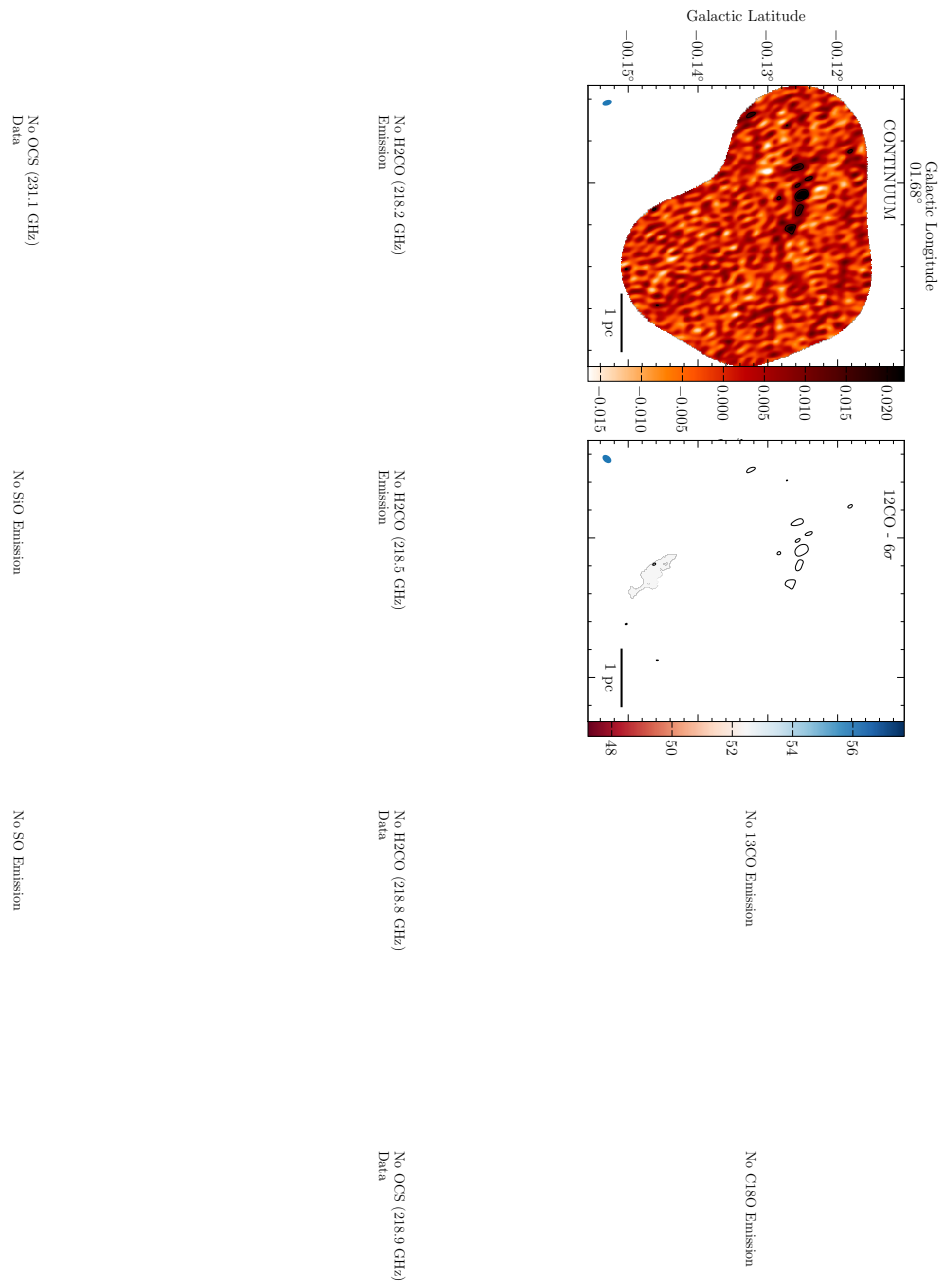 Galactic Longitude
01.68°
Galactic Latitude
−00.12°
−00.13°
−00.14°
−00.15°
CONTINUUM
1 pc
0.020
0.015
0.010
0.005
0.000
−0.005
−0.010
−0.015
12CO - 6σ
1 pc
56
54
52
50
48
No 13CO Emission
No C18O Emission
No H2CO (218.2 GHz)
Emission
No H2CO (218.5 GHz)
Emission
No H2CO (218.8 GHz)
Data
No OCS (218.9 GHz)
Data
No OCS (231.1 GHz)
Data
No SiO Emission
No SO Emission